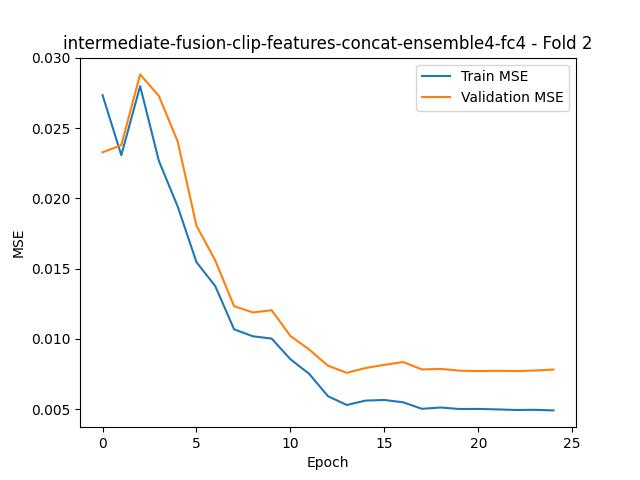 intermediate-fusion-clip-features-concat-ensemble4-fc4 - Fold 2
Train MSE
Validation MSE
0.030
0.025
0.020
0.015
0.010
0.005
MSE
0 5 10 15 20 25
Epoch